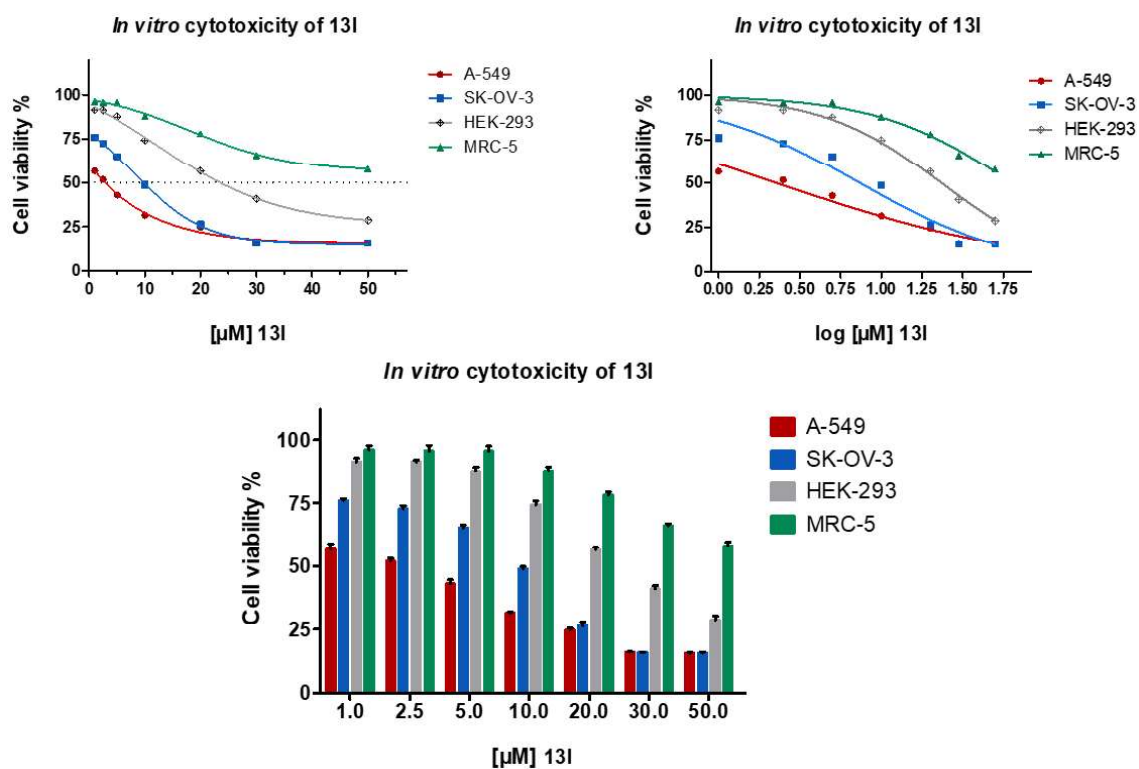 In vitro cytotoxicity of 13l
Cell viability %
100
75
50
25
0
0 10 20 30 40 50
[µM] 13l
A-549
SK-OV-3
HEK-293
MRC-5
In vitro cytotoxicity of 13l
Cell viability %
100
75
50
25
0
0.00 0.25 0.50 0.75 1.00 1.25 1.50 1.75
log [µM] 13l
A-549
SK-OV-3
HEK-293
MRC-5
In vitro cytotoxicity of 13l
Cell viability %
100
75
50
25
0
1.0 2.5 5.0 10.0 20.0 30.0 50.0
[µM] 13l
A-549
SK-OV-3
HEK-293
MRC-5